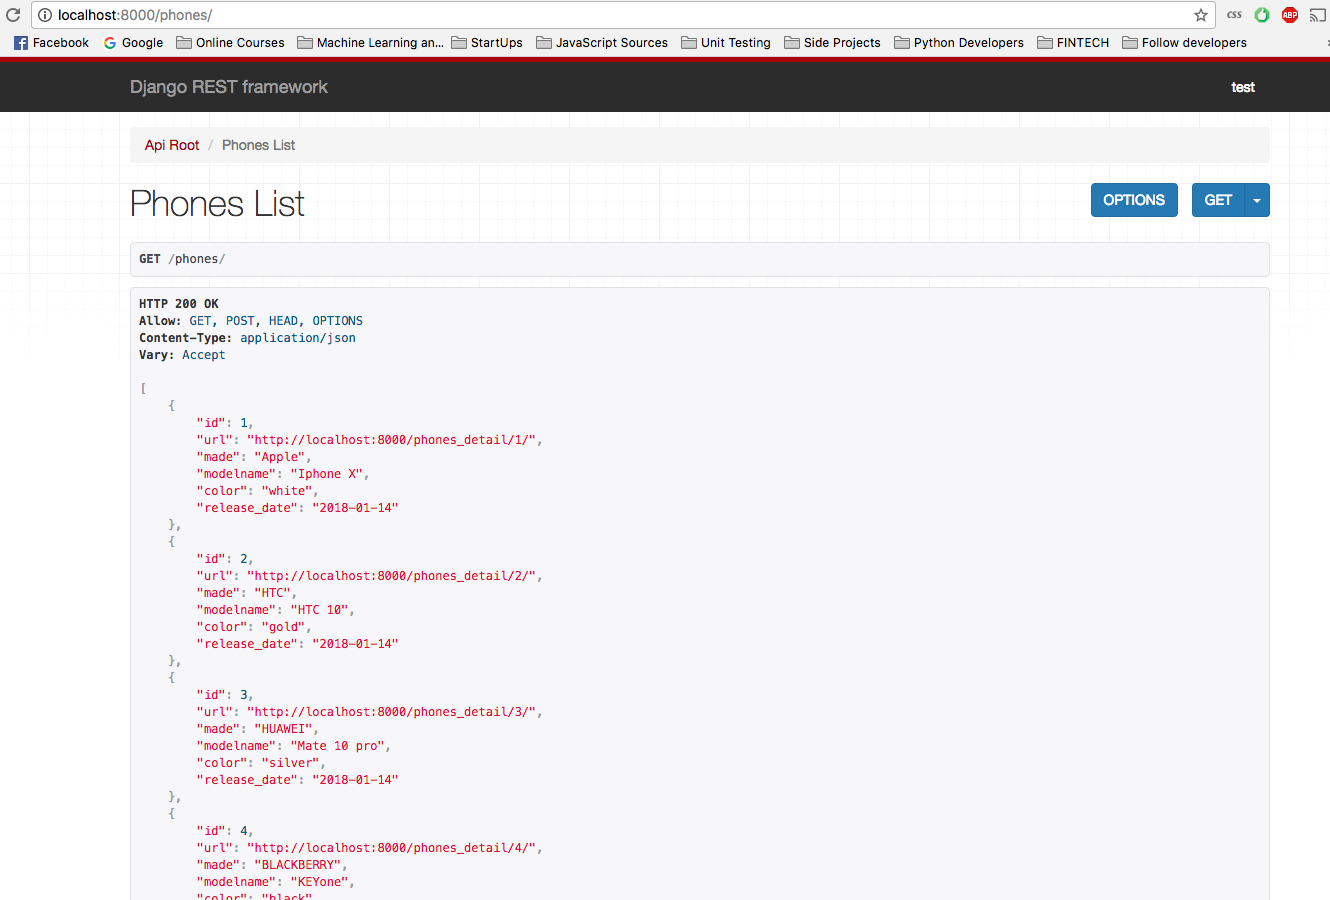 localhost:8000/phones/
CSS ABP
Facebook Google Online Courses Machine Learning an... StartUps JavaScript Sources Unit Testing Side Projects Python Developers FINTECH Follow developers
Django REST framework test
Api Root / Phones List
Phones List OPTIONS GET
GET /phones/
HTTP 200 OK
Allow: GET, POST, HEAD, OPTIONS
Content-Type: application/json
Vary: Accept
[
    {
        "id": 1,
        "url": "http://localhost:8000/phones_detail/1/",
        "made": "Apple",
        "modelname": "Iphone X",
        "color": "white",
        "release_date": "2018-01-14"
    },
    {
        "id": 2,
        "url": "http://localhost:8000/phones_detail/2/",
        "made": "HTC",
        "modelname": "HTC 10",
        "color": "gold",
        "release_date": "2018-01-14"
    },
    {
        "id": 3,
        "url": "http://localhost:8000/phones_detail/3/",
        "made": "HUAWEI",
        "modelname": "Mate 10 pro",
        "color": "silver",
        "release_date": "2018-01-14"
    },
    {
        "id": 4,
        "url": "http://localhost:8000/phones_detail/4/",
        "made": "BLACKBERRY",
        "modelname": "KEYone",
        "color": "black"